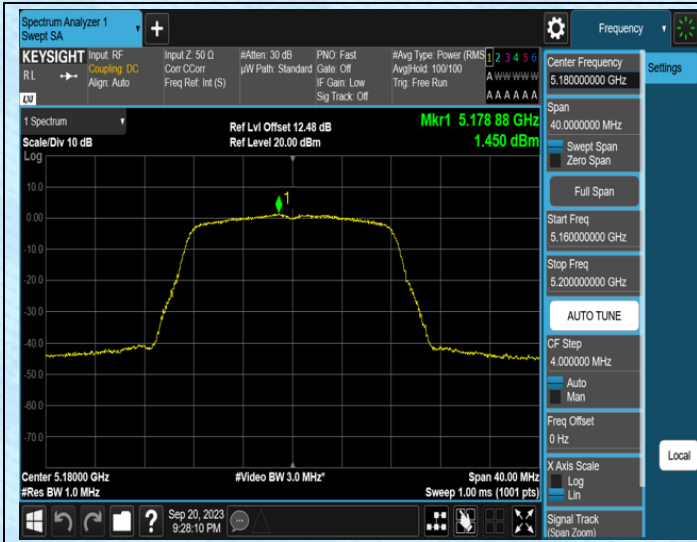 Spectrum Analyzer 1
Swept SA
+
Frequency
KEYSIGHT
RL
Input: RF
Coupling: DC
Align: Auto
Input Z: 50 Ω
Corr CCorr
Freq Ref: Int (S)
#Atten: 30 dB
µW Path: Standard
PNO: Fast
Gate: Off
IF Gain: Low
Sig Track: Off
#Avg Type: Power (RMS
Avg|Hold: 100/100
Trig: Free Run
1 2 3 4 5 6
A W W W W W
A A A A A A
LXI
1 Spectrum
Scale/Div 10 dB
Ref Lvl Offset 12.48 dB
Ref Level 20.00 dBm
Mkr1 5.178 88 GHz
1.450 dBm
Log
1
10.0
0.00
-10.0
-20.0
-30.0
-40.0
-50.0
-60.0
-70.0
Center 5.18000 GHz
#Res BW 1.0 MHz
#Video BW 3.0 MHz*
Span 40.00 MHz
Sweep 1.00 ms (1001 pts)
?
Sep 20, 2023
9:28:10 PM
Center Frequency
5.180000000 GHz
Span
40.0000000 MHz
Swept Span
Zero Span
Full Span
Start Freq
5.160000000 GHz
Stop Freq
5.200000000 GHz
AUTO TUNE
CF Step
4.000000 MHz
Auto
Man
Freq Offset
0 Hz
X Axis Scale
Log
Lin
Signal Track
(Span Zoom)
Settings
Local